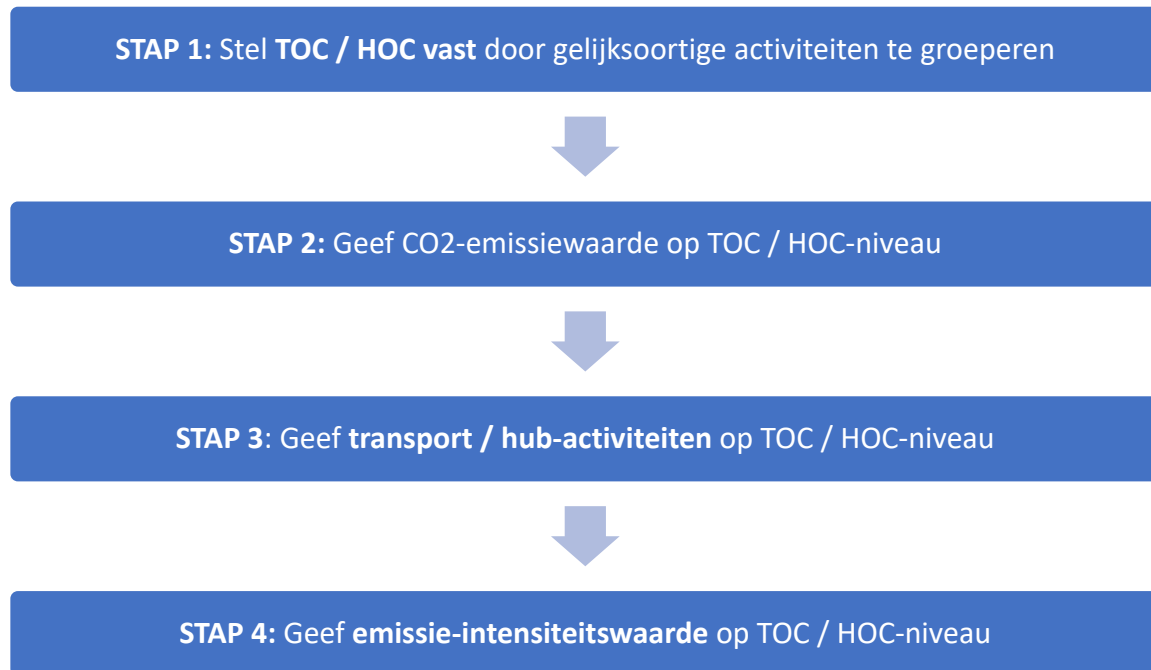 STAP 1: Stel TOC / HOC vast door gelijksoortige activiteiten te groeperen
STAP 2: Geef CO2-emissiewaarde op TOC / HOC-niveau
STAP 3: Geef transport / hub-activiteiten op TOC / HOC-niveau
STAP 4: Geef emissie-intensiteitswaarde op TOC / HOC-niveau